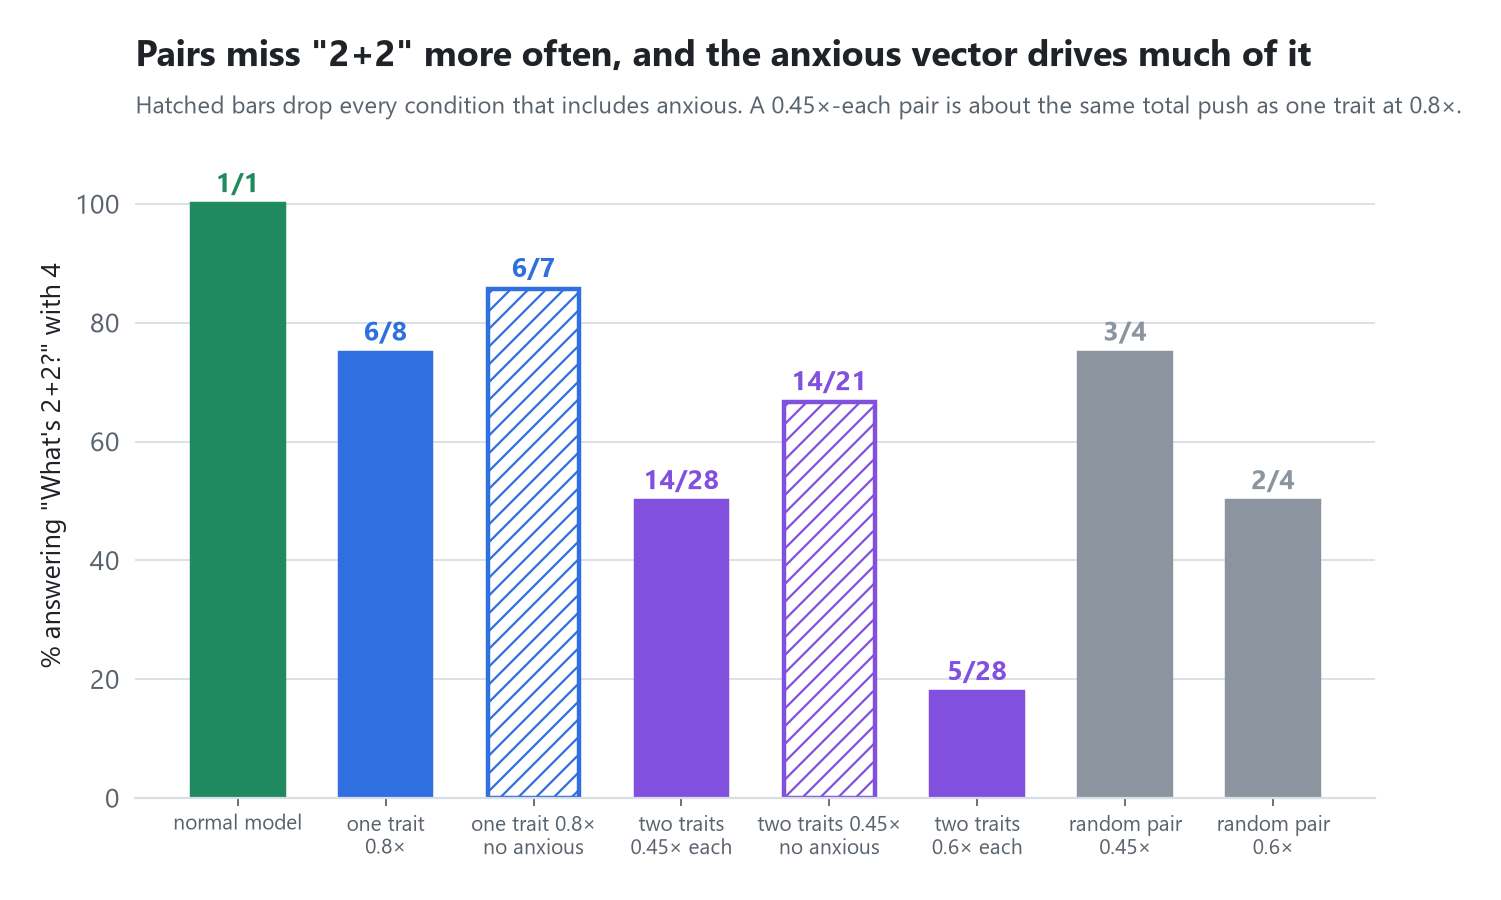 Pairs miss "2+2" more often, and the anxious vector drives much of it
Hatched bars drop every condition that includes anxious. A 0.45×-each pair is about the same total push as one trait at 0.8×.
% answering "What's 2+2?" with 4
100
80
60
40
20
0
1/1
6/8
6/7
14/28
14/21
5/28
3/4
2/4
normal model
one trait
0.8×
one trait 0.8×
no anxious
two traits
0.45× each
two traits 0.45×
no anxious
two traits
0.6× each
random pair
0.45×
random pair
0.6×